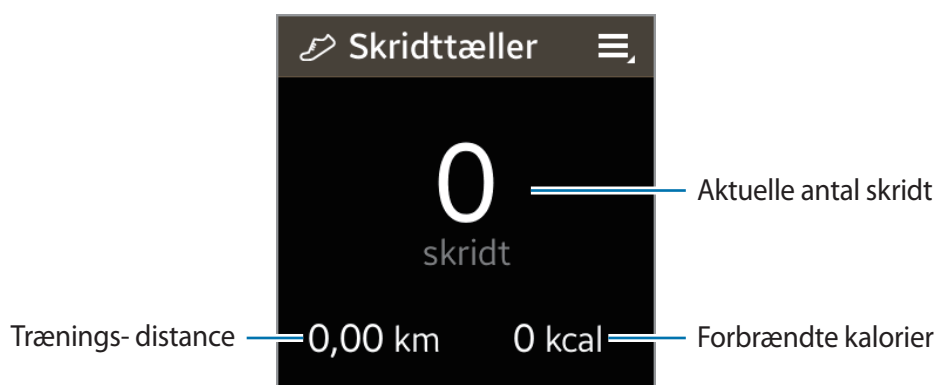 Skridttæller
0
Aktuelle antal skridt
skridt
Trænings- distance
0,00 km
0 kcal
Forbrændte kalorier